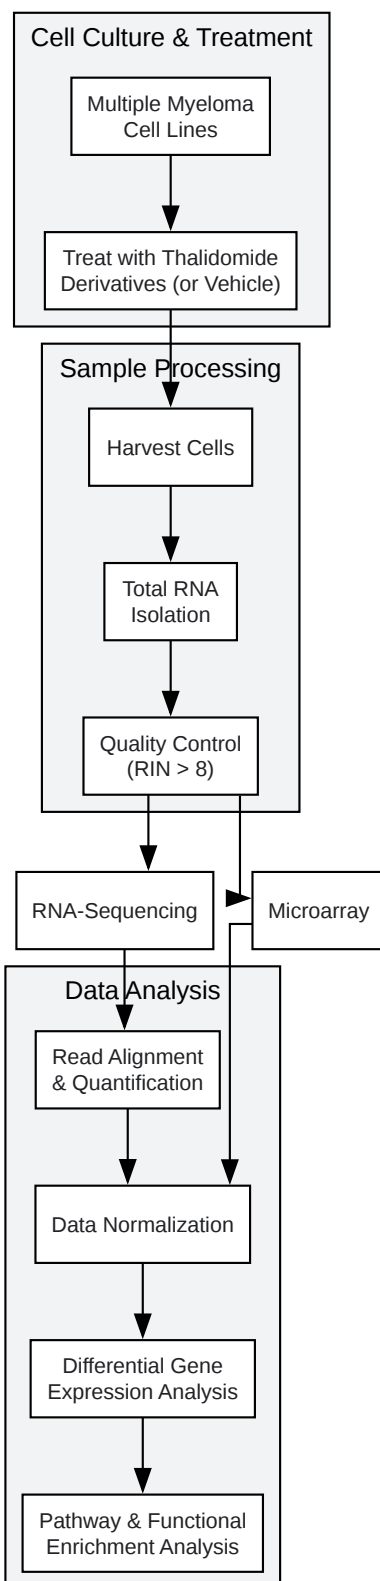 Cell Culture & Treatment
Multiple Myeloma
Cell Lines
Treat with Thalidomide
Derivatives (or Vehicle)
Sample Processing
Harvest Cells
Total RNA
Isolation
Quality Control
(RIN > 8)
RNA-Sequencing
Microarray
Data Analysis
Read Alignment
& Quantification
Data Normalization
Differential Gene
Expression Analysis
Pathway & Functional
Enrichment Analysis